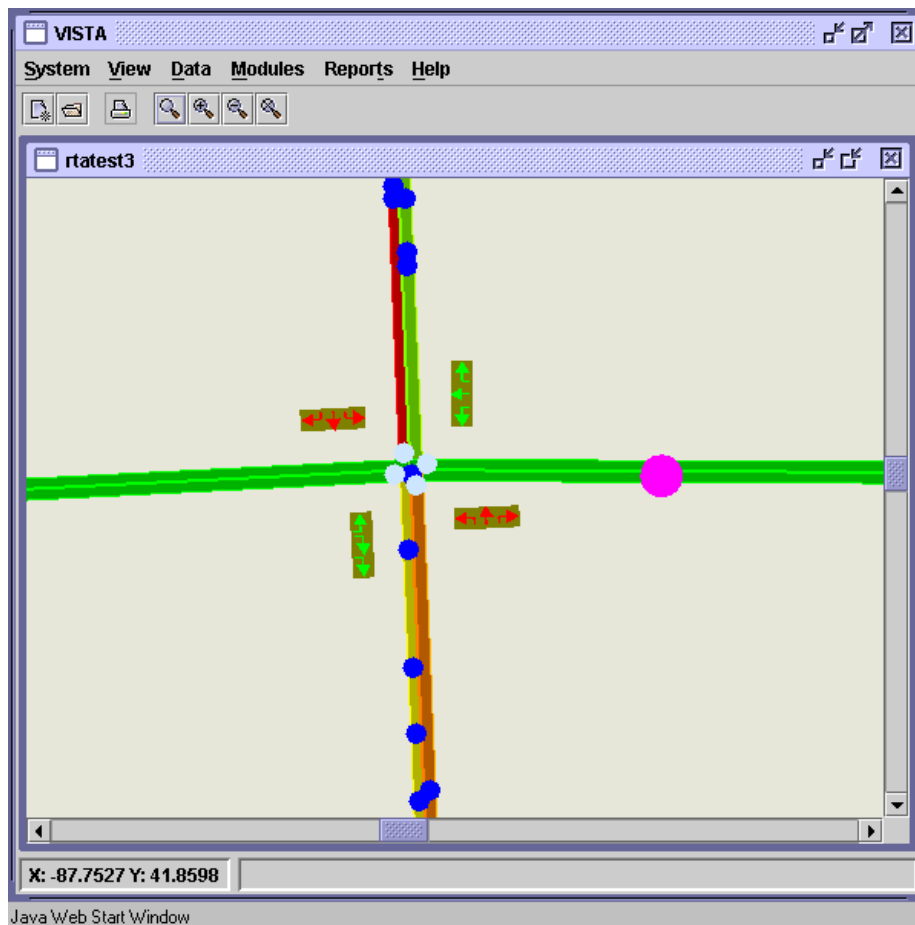 VISTA
System View Data Modules Reports Help
rtatest3
X: -87.7527 Y: 41.8598
Java Web Start Window